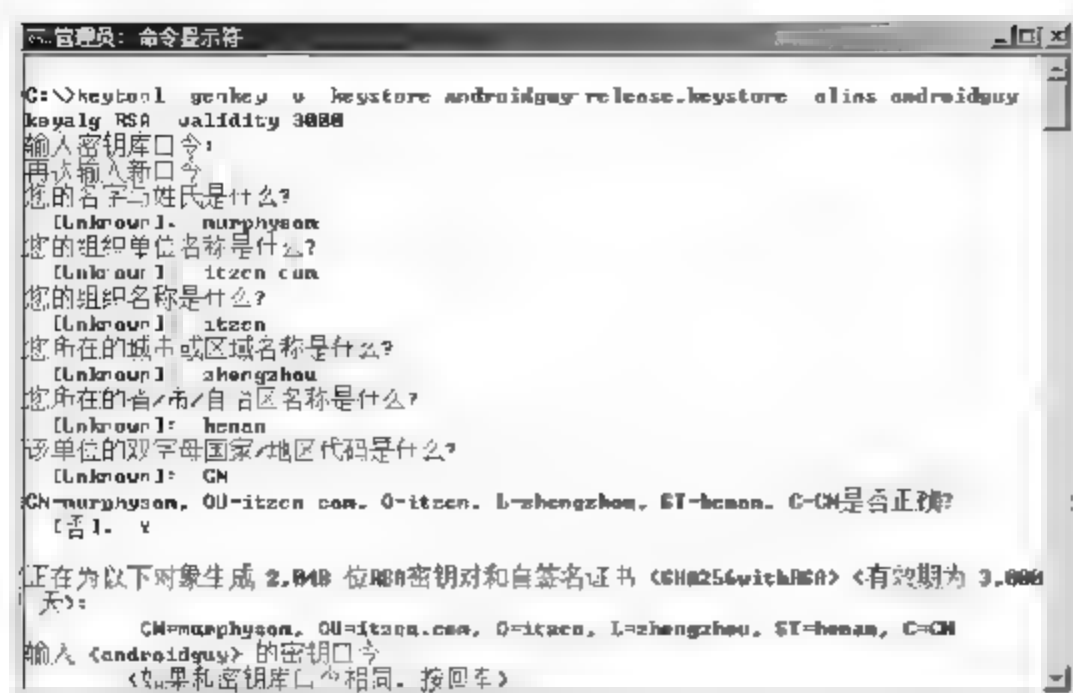 管理员: 命令提示符
C:\>keytool genkey v keystore androidguy-release.keystore alias androidguy
keyalg RSA validity 3000
输入密钥库口令:
再次输入新口令
您的名字与姓氏是什么?
[Unknown]. murphysom
您的组织单位名称是什么?
[Unknown] itzcn com
您的组织名称是什么?
[Unknown] itzcn
您所在的城市或区域名称是什么?
[Unknown] zhengzhou
您所在的省/市/自治区名称是什么?
[Unknown]: henan
该单位的双字母国家/地区代码是什么?
[Unknown]: CN
CN=murphysom, OU=itzcn com, O=itzcn, L=zhengzhou, ST=henan, C=CN是否正确?
[否]. Y
正在为以下对象生成 2,048 位RSA密钥对和自签名证书 (SHA256withRSA) (有效期为 3,000
天):
CN=murphysom, OU=itzcn.com, O=itzcn, L=zhengzhou, ST=henan, C=CN
输入 <androidguy> 的密钥口令
(如果和密钥库口令相同, 按回车)